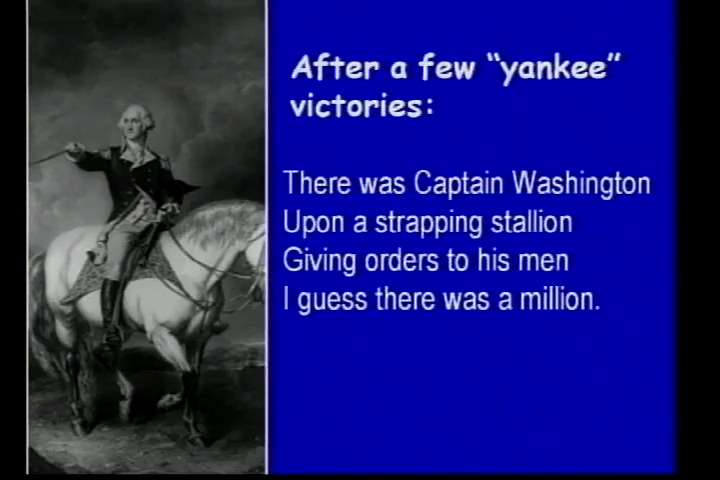 After a few “yankee”
victories:
There was Captain Washington
Upon a strapping stallion
Giving orders to his men
I guess there was a million.